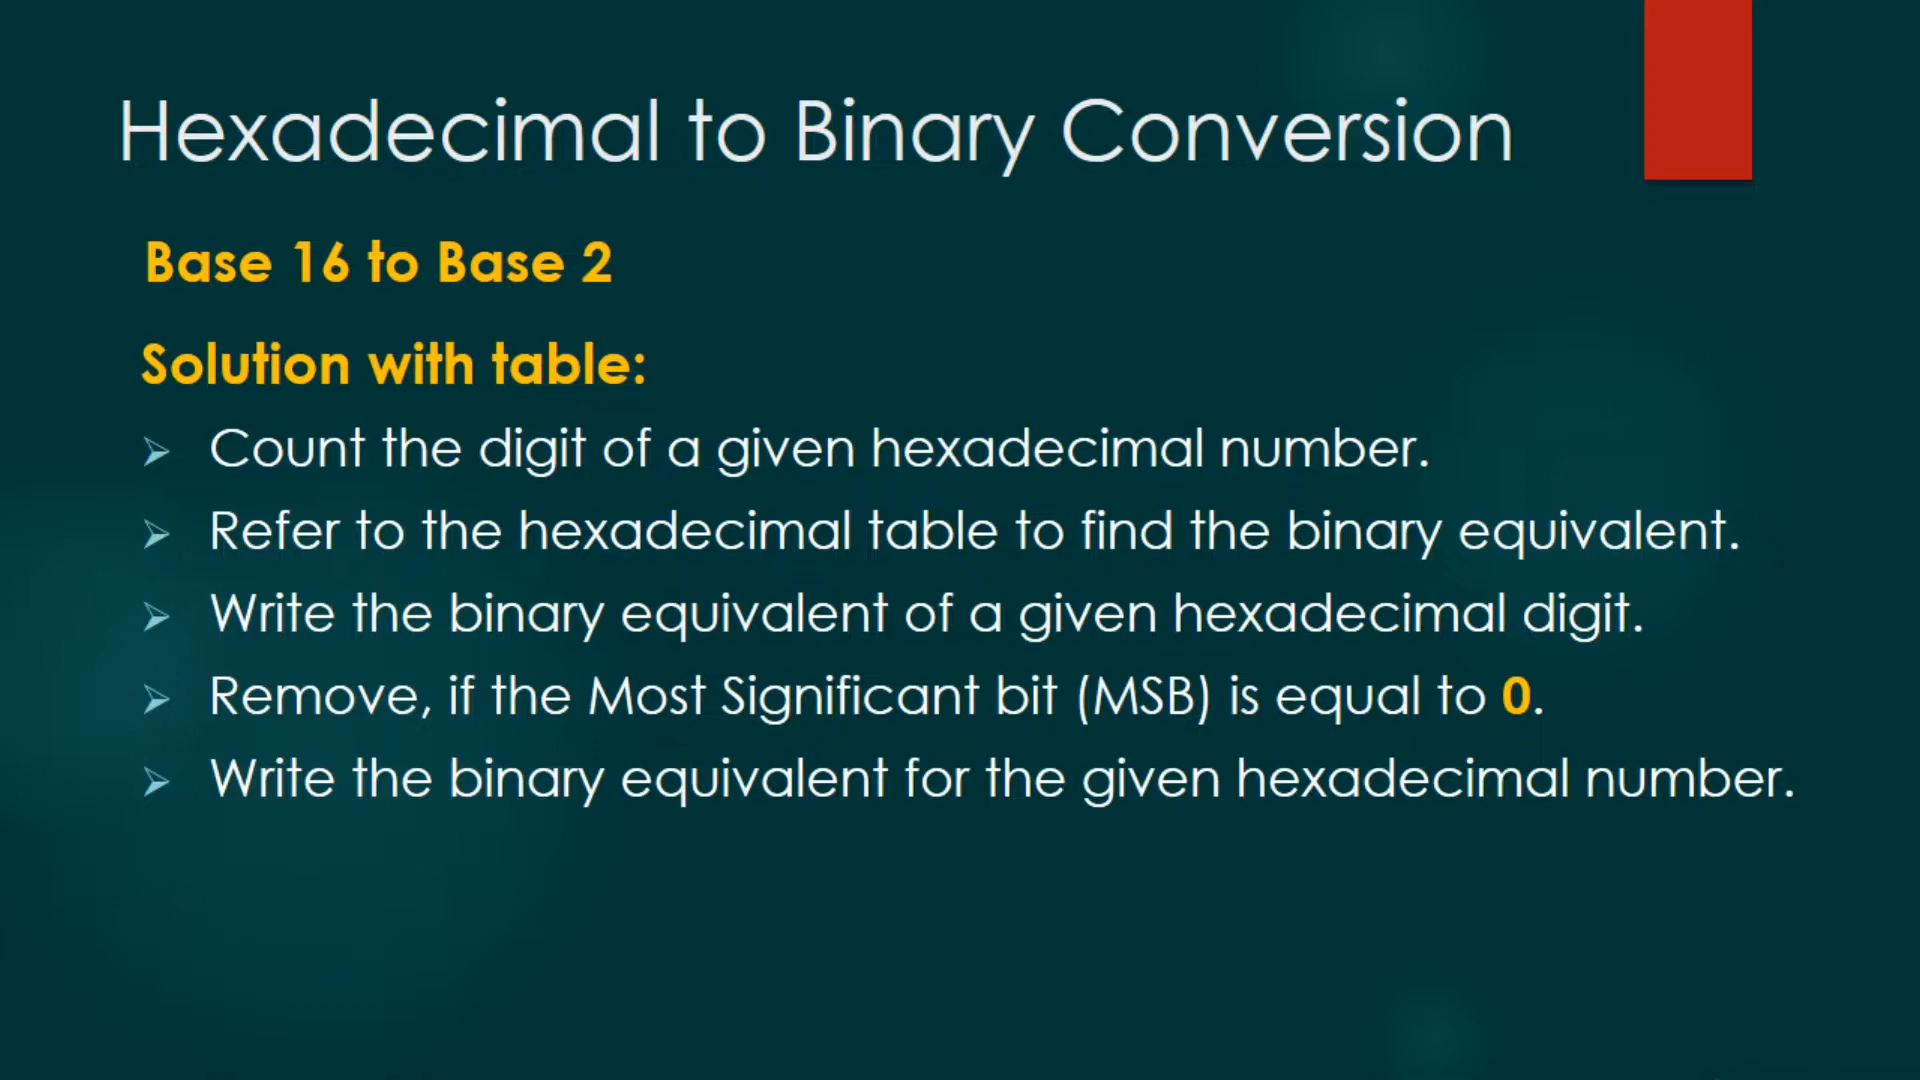 Hexadecimal to Binary Conversion
Base 16 to Base 2
Solution with table:
Count the digit of a given hexadecimal number.
Refer to the hexadecimal table to find the binary equivalent.
Write the binary equivalent of a given hexadecimal digit.
Remove, if the Most Significant bit (MSB) is equal to 0.
Write the binary equivalent for the given hexadecimal number.